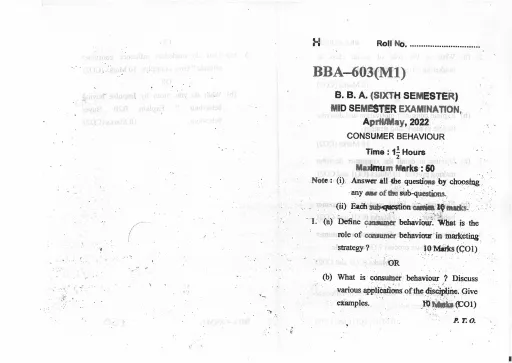 H
Roll No. ................................
BBA–603(M1)
B. B. A. (SIXTH SEMESTER)
MID SEMESTER EXAMINATION,
April/May, 2022
CONSUMER BEHAVIOUR
Time : 1½ Hours
Maximum Marks : 50
Note : (i) Answer all the questions by choosing
any one of the sub-questions.
(ii) Each sub-question carries 10 marks.
1. (a) Define consumer behaviour. What is the
role of consumer behaviour in marketing
strategy ? 10 Marks (CO1)
OR
(b) What is consumer behaviour ? Discuss
various applications of the discipline. Give
examples. 10 Marks (CO1)
P. T. O.